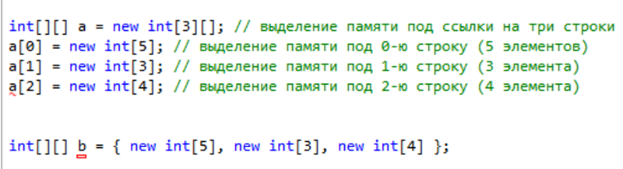 int[][] a = new int[3][]; // выделение памяти под ссылки на три строки
a[0] = new int[5]; // выделение памяти под 0-ю строку (5 элементов)
a[1] = new int[3]; // выделение памяти под 1-ю строку (3 элемента)
a[2] = new int[4]; // выделение памяти под 2-ю строку (4 элемента)
int[][] b = { new int[5], new int[3], new int[4] };